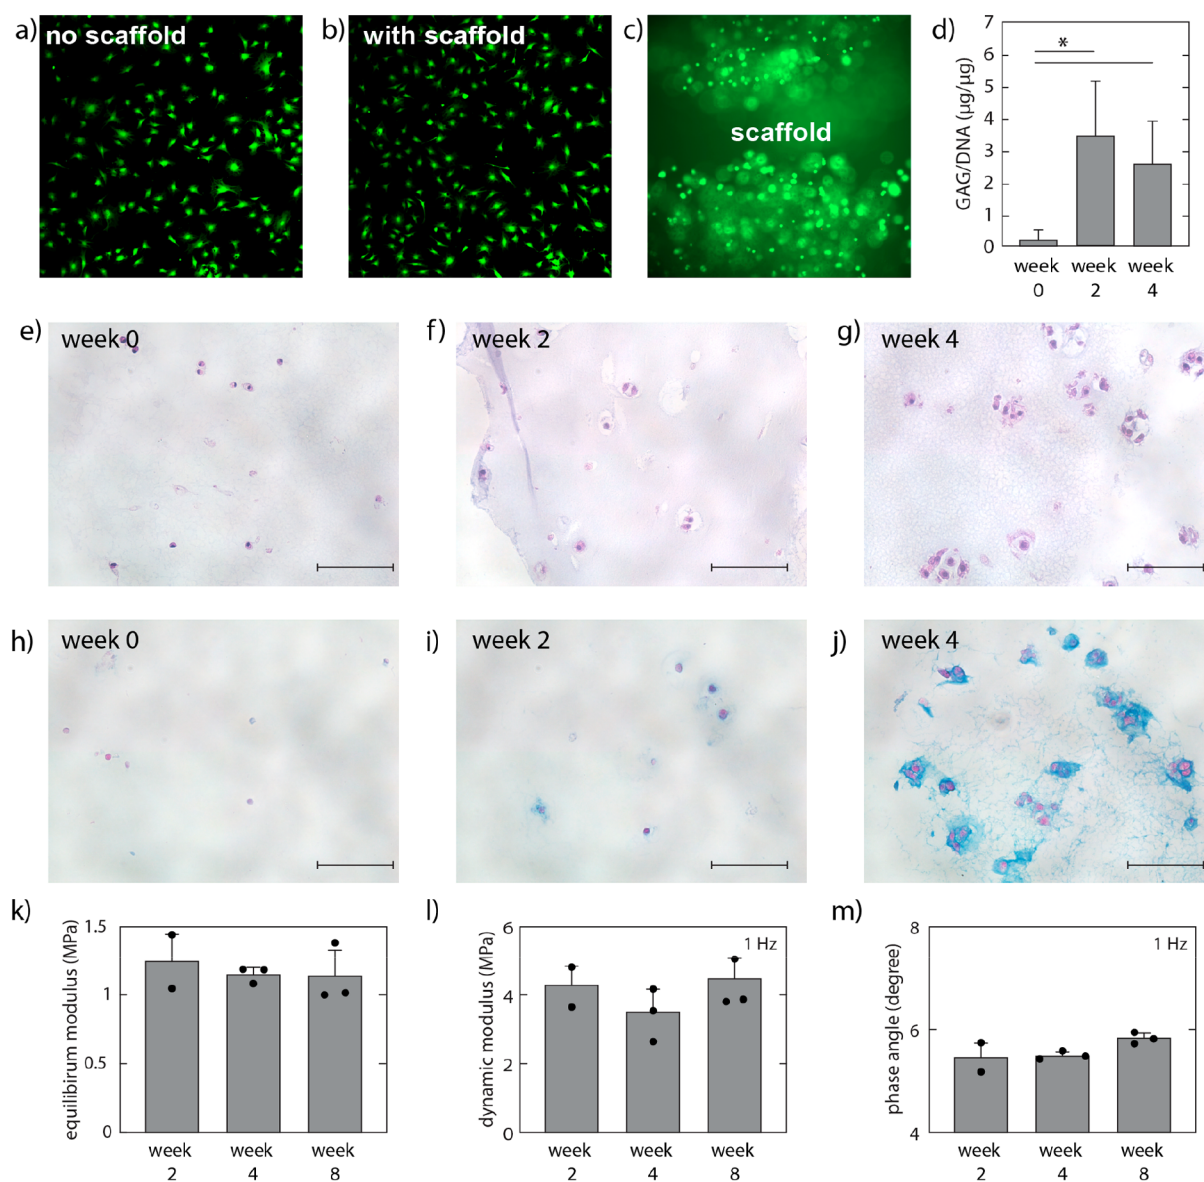 a) no scaffold
b) with scaffold
c) scaffold
d)
GAG/DNA (µg/µg)
7
6
5
4
3
2
1
0
*
week 0
week 2
week 4
e) week 0
f) week 2
g) week 4
h) week 0
i) week 2
j) week 4
k)
equilibirum modulus (MPa)
1.5
1
0.5
0
week 2
week 4
week 8
l)
dynamic modulus (MPa)
1 Hz
6
4
2
0
week 2
week 4
week 8
m)
phase angle (degree)
1 Hz
8
6
4
week 2
week 4
week 8